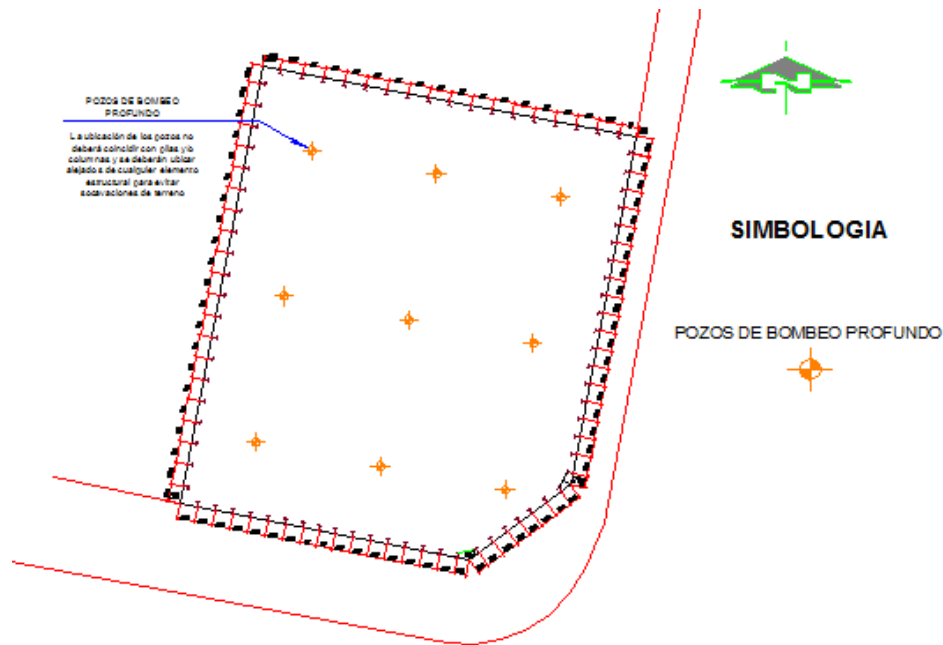 POZOS DE BOMBEO
PROFUNDO
La ubicación de los pozos no
deberá coincidir con pilas y/o
columnas y se deberán ubicar
alejados de cualquier elemento
estructural para evitar
socavaciones de terreno
SIMBOLOGIA
POZOS DE BOMBEO PROFUNDO